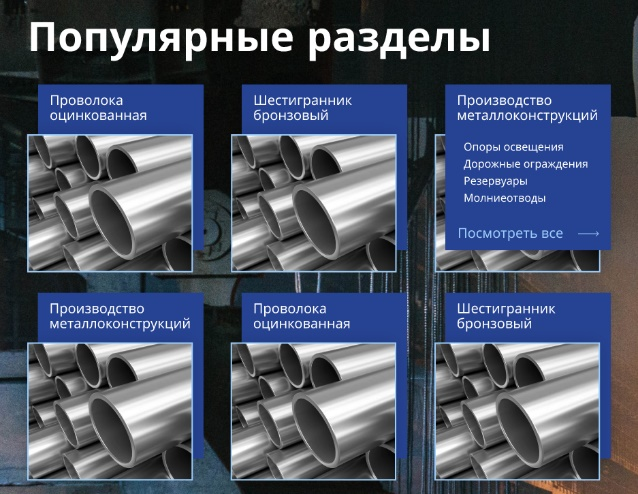 Популярные разделы
Проволока
оцинкованная
Шестигранник
бронзовый
Производство
металлоконструкций
Опоры освещения
Дорожные ограждения
Резервуары
Молниеотводы
Посмотреть все
Производство
металлоконструкций
Проволока
оцинкованная
Шестигранник
бронзовый